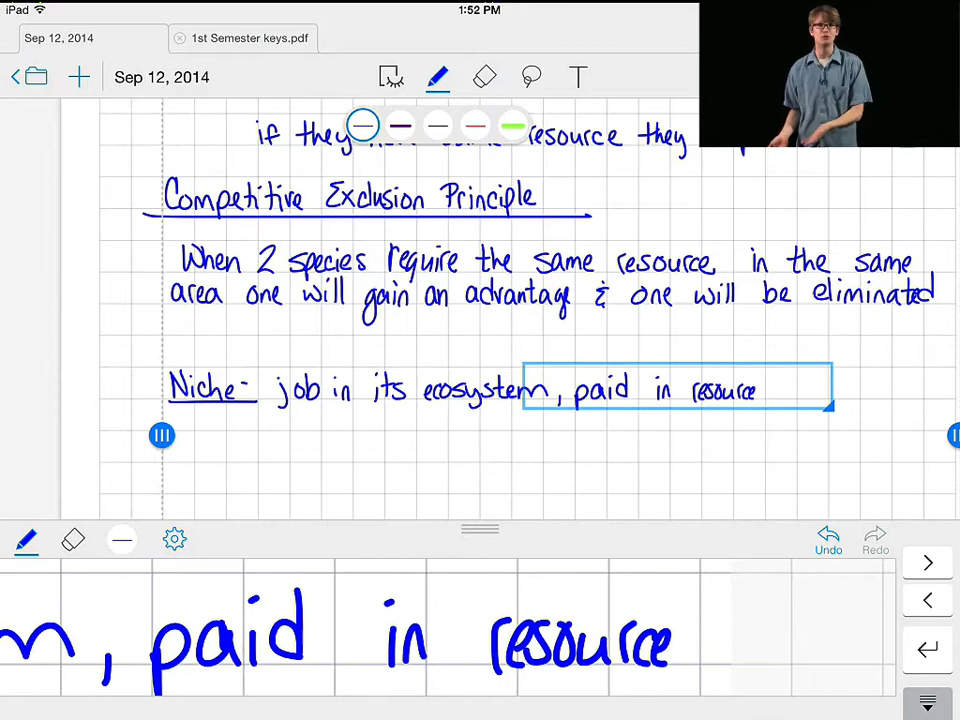 iPad 1:52 PM
Sep 12, 2014 1st Semester keys.pdf
Sep 12, 2014 T
if they resource they
Competitive Exclusion Principle
When 2 species require the same resource in the same
area one will gain an advantage & one will be eliminated
Niche- job in its ecosystem, paid in resource
Undo Redo
m, paid in resource